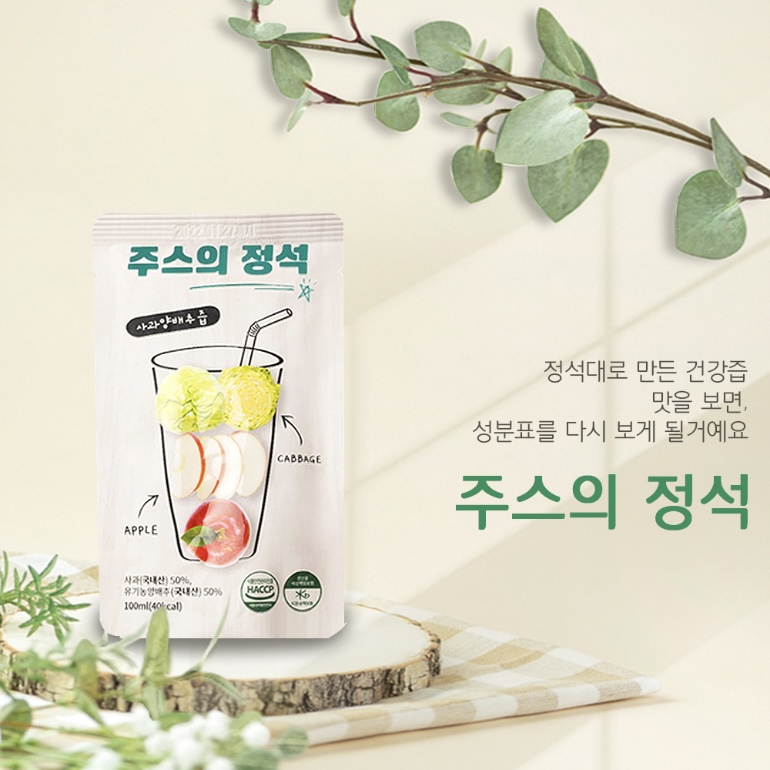 주스의 정석
사과양배추즙
CABBAGE
APPLE
사과(국내산) 50%,
유기농양배추(국내산) 50%
100ml(40kcal)
HACCP
정석대로 만든 건강즙
맛을 보면,
성분표를 다시 보게 될거예요
주스의 정석